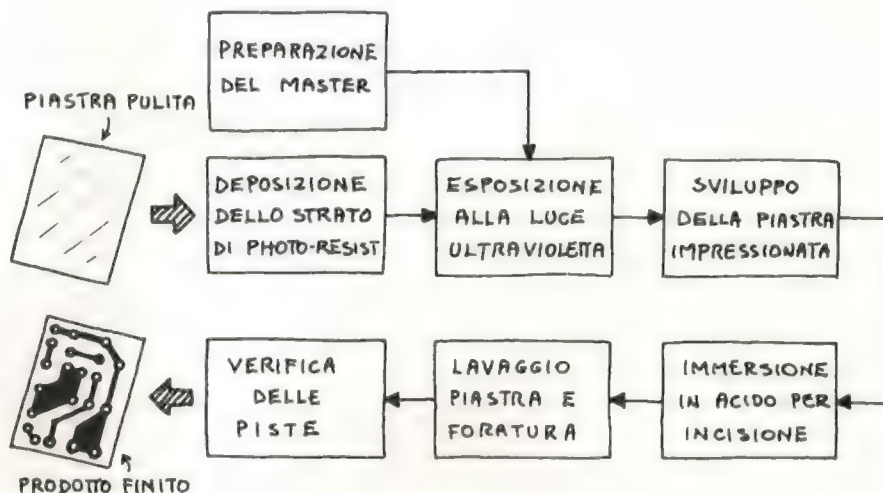 PREPARAZIONE
DEL MASTER
PIASTRA PULITA
DEPOSIZIONE
DELLO STRATO
DI PHOTO-RESIST
ESPOSIZIONE
ALLA LUCE
ULTRAVIOLETTA
SVILUPPO
DELLA PIASTRA
IMPRESSIONATA
VERIFICA
DELLE
PISTE
LAVAGGIO
PIASTRA E
FORATURA
IMMERSIONE
IN ACIDO PER
INCISIONE
PRODOTTO FINITO